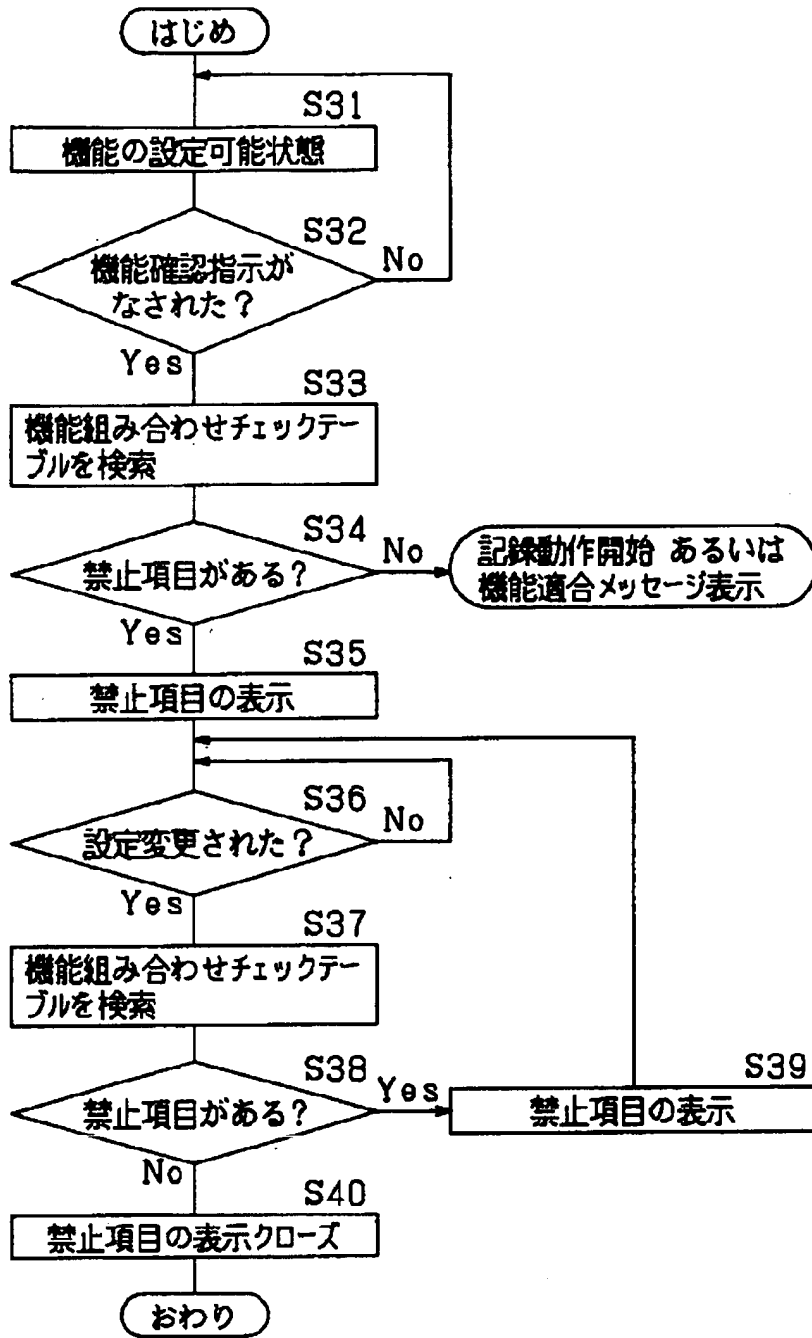 はじめ
S31
機能の設定可能状態
S32
機能確認指示が
なされた?
No
Yes
S33
機能組み合わせチェックテー
ブルを検索
S34
禁止項目がある?
No
記録動作開始 あるいは
機能適合メッセージ表示
Yes
S35
禁止項目の表示
S36
設定変更された?
No
Yes
S37
機能組み合わせチェックテー
ブルを検索
S38
禁止項目がある?
Yes
S39
禁止項目の表示
No
S40
禁止項目の表示クローズ
おわり